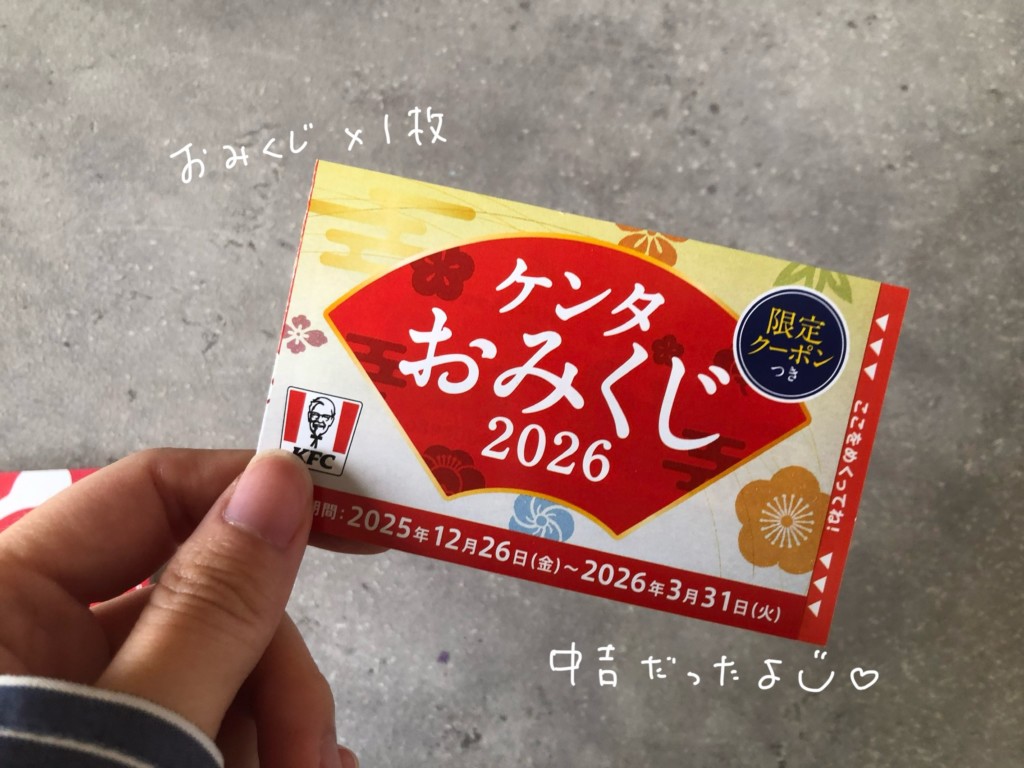 おみくじ×1枚
ケンタ
おみくじ
2026
限定
クーポン
つき
ここをめくってね!
KFC
期間:2025年12月26日(金)~2026年3月31日(火)
中吉だったよ